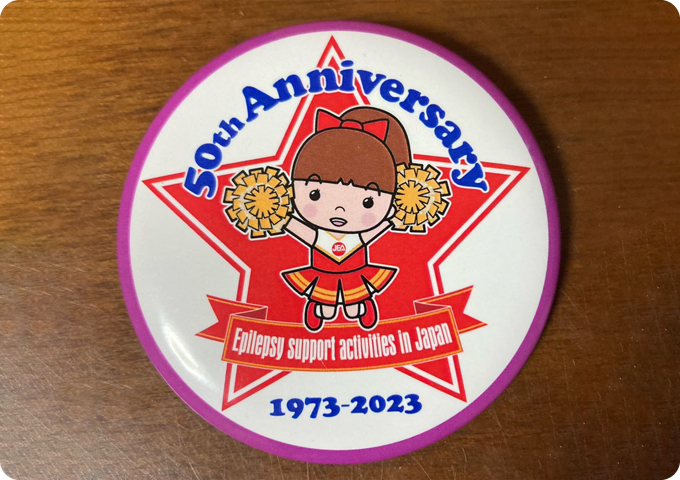 50th Anniversary
JEA
Epilepsy support activities in Japan
1973-2023